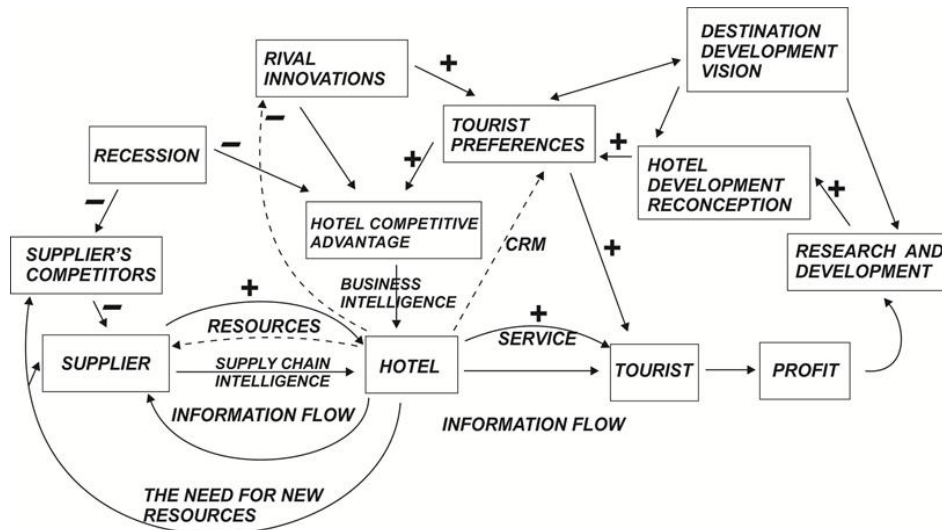 RIVAL
INNOVATIONS
+
DESTINATION
DEVELOPMENT
VISION
−
TOURIST
PREFERENCES
RECESSION
−
+
+
HOTEL
DEVELOPMENT
RECONCEPTION
+
−
HOTEL COMPETITIVE
ADVANTAGE
CRM
+
SUPPLIER'S
COMPETITORS
RESEARCH AND
DEVELOPMENT
−
+
BUSINESS
INTELLIGENCE
RESOURCES
+
SERVICE
SUPPLIER
SUPPLY CHAIN
INTELLIGENCE
HOTEL
TOURIST
PROFIT
INFORMATION FLOW
INFORMATION FLOW
THE NEED FOR NEW
RESOURCES